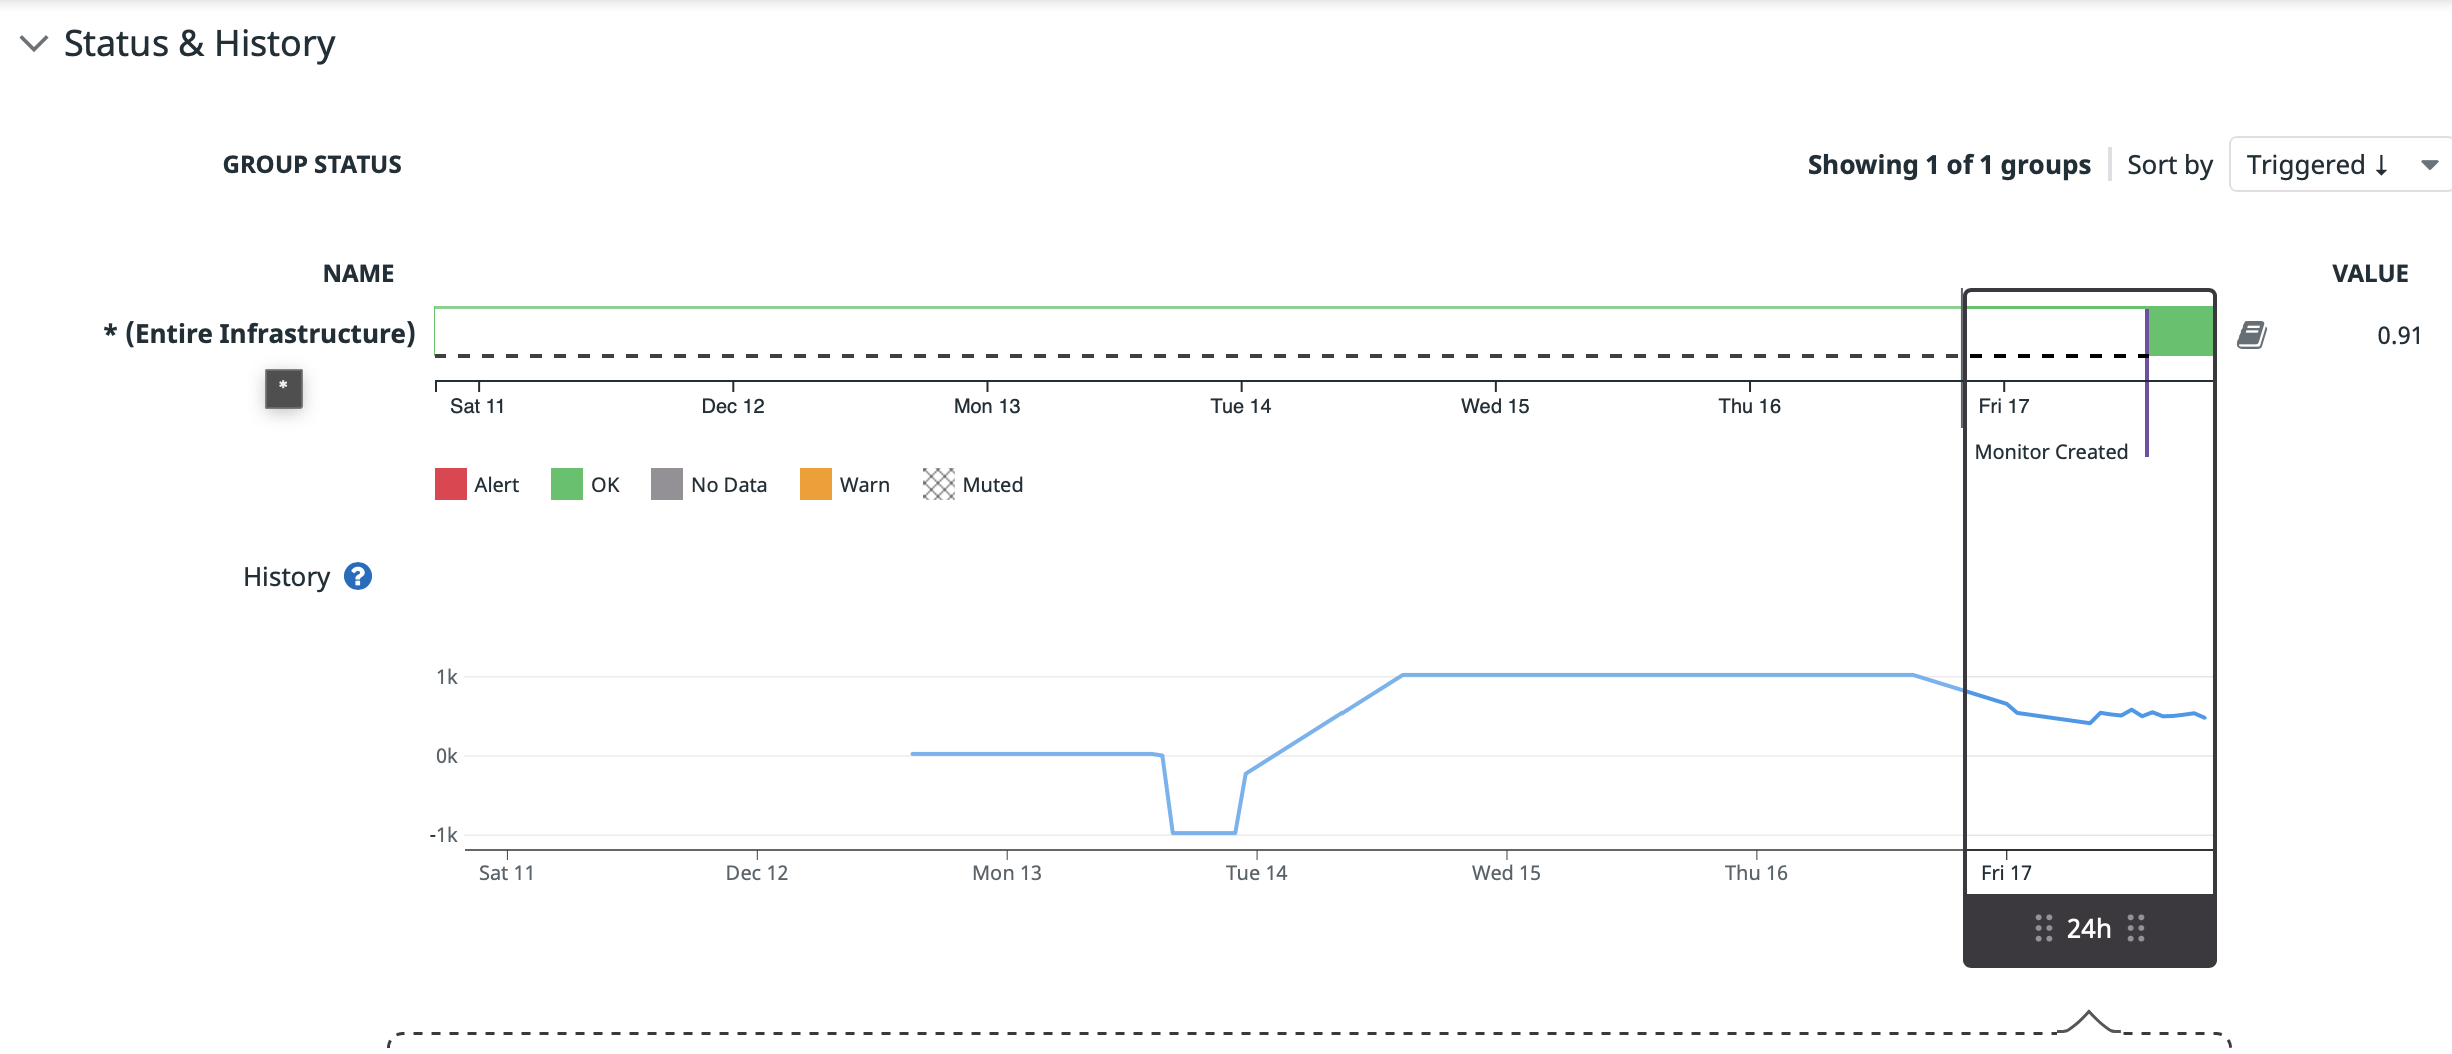 Status & History
GROUP STATUS
Showing 1 of 1 groups
Sort by
Triggered ↓
NAME
VALUE
* (Entire Infrastructure)
0.91
*
Sat 11
Dec 12
Mon 13
Tue 14
Wed 15
Thu 16
Fri 17
Monitor Created
Alert
OK
No Data
Warn
Muted
History ?
1k
0k
-1k
Sat 11
Dec 12
Mon 13
Tue 14
Wed 15
Thu 16
Fri 17
24h